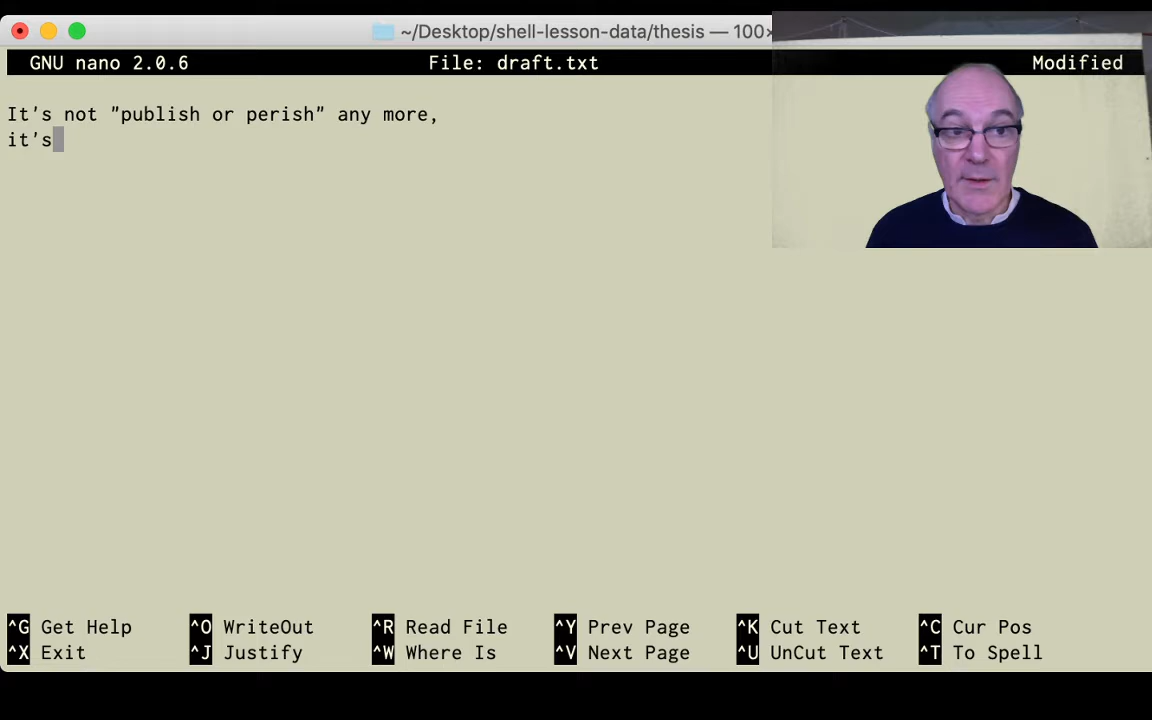 ~/Desktop/shell-lesson-data/thesis — 100×
GNU nano 2.0.6 File: draft.txt Modified
It's not "publish or perish" any more,
it's
^G Get Help ^O WriteOut ^R Read File ^Y Prev Page ^K Cut Text ^C Cur Pos
^X Exit ^J Justify ^W Where Is ^V Next Page ^U UnCut Text ^T To Spell